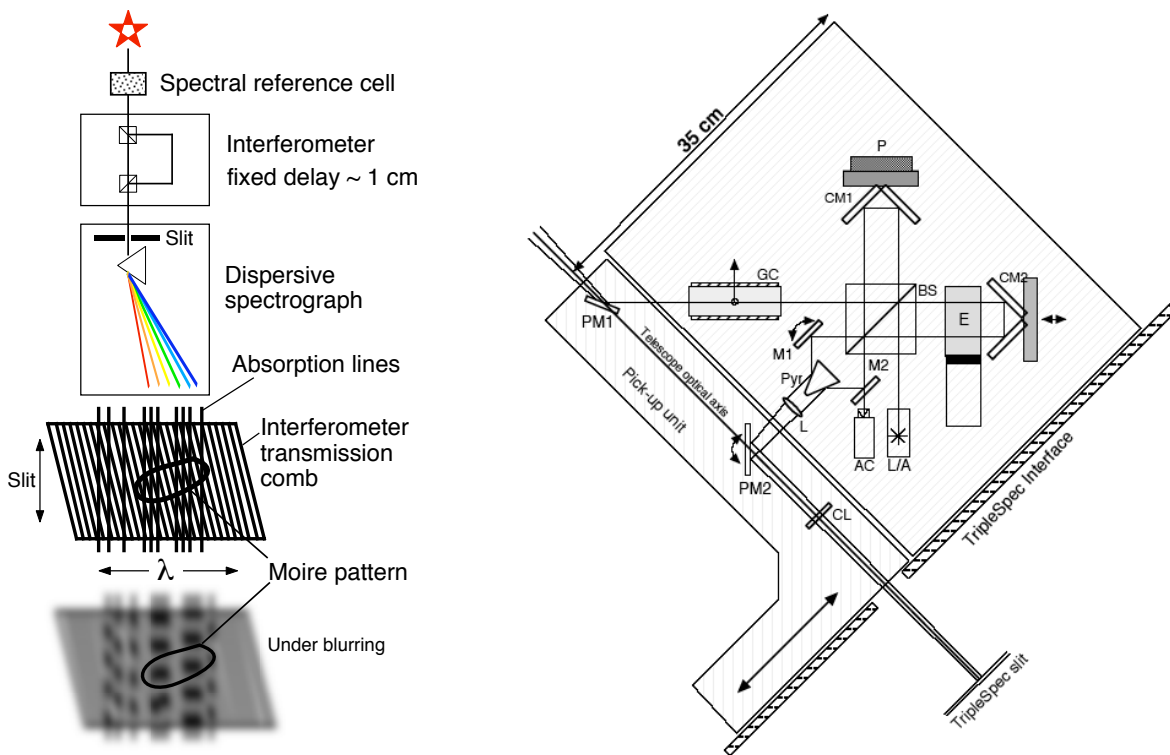 Spectral reference cell
Interferometer
fixed delay ~ 1 cm
Slit
Dispersive
spectrograph
Absorption lines
Interferometer
transmission
comb
Slit
λ
Moire pattern
Under blurring
35 cm
P
CM1
GC
CM2
BS
PM1
E
M1
M2
Telescope optical axis
Pyr
Pick-up unit
L
AC
L/A
PM2
CL
TripleSpec Interface
TripleSpec slit